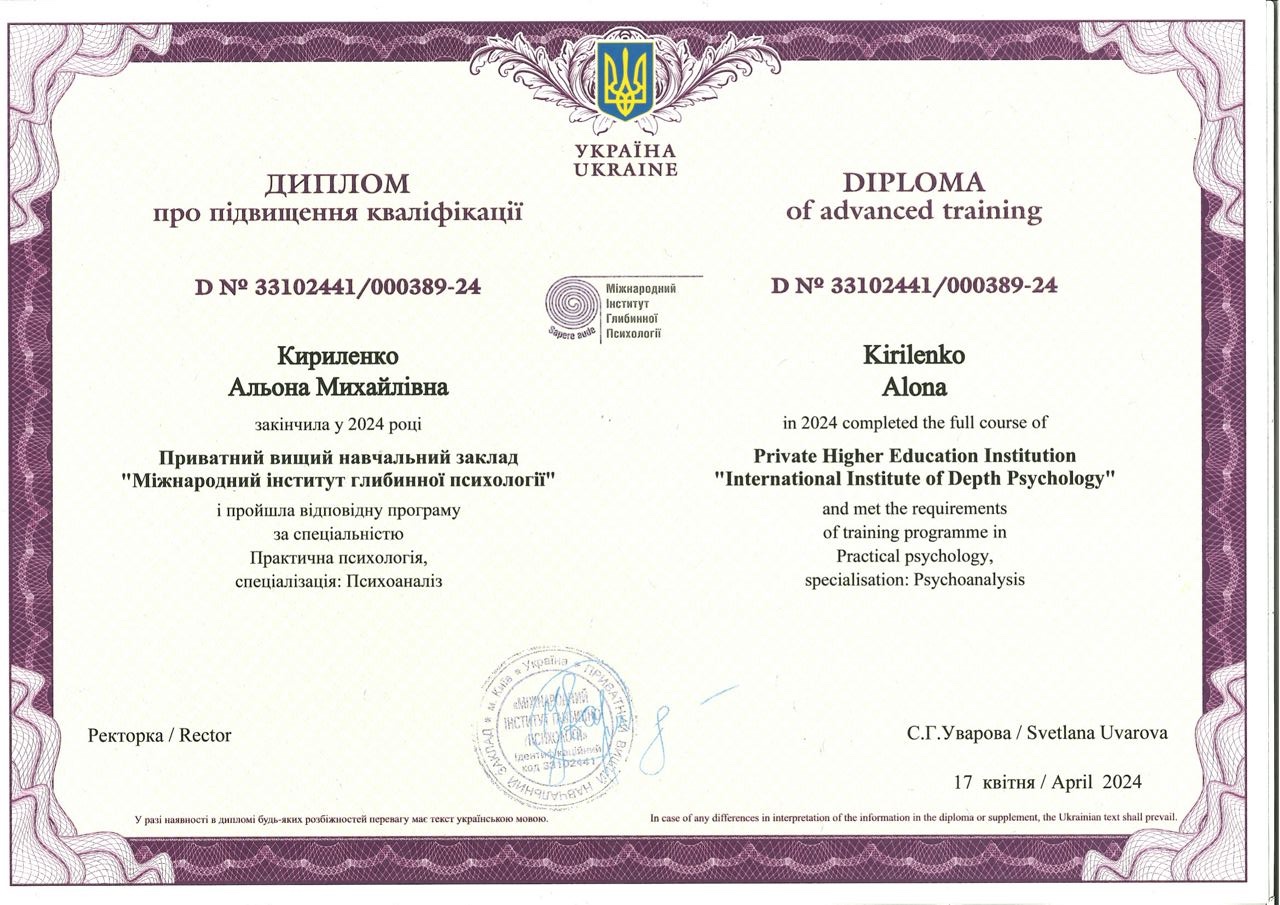 УКРАЇНА
UKRAINE
ДИПЛОМ
про підвищення кваліфікації
D № 33102441/000389-24
Кириленко
Альона Михайлівна
закінчила у 2024 році
Приватний вищий навчальний заклад
"Міжнародний інститут глибинної психології"
і пройшла відповідну програму
за спеціальністю
Практична психологія,
спеціалізація: Психоаналіз
Міжнародний
Інститут
Глибинної
Психології
Sapere aude
DIPLOMA
of advanced training
D № 33102441/000389-24
Kirilenko
Alona
in 2024 completed the full course of
Private Higher Education Institution
"International Institute of Depth Psychology"
and met the requirements
of training programme in
Practical psychology,
specialisation: Psychoanalysis
м. Київ * Україна * ПРИВАТНИЙ ВИЩИЙ НАВЧАЛЬНИЙ ЗАКЛАД *
«МІЖНАРОДНИЙ
ІНСТИТУТ ГЛИБИННОЇ
ПСИХОЛОГІЇ»
Ідентифікаційний
код 33102441
Ректорка / Rector
С.Г.Уварова / Svetlana Uvarova
17 квітня / April 2024
У разі наявності в дипломі будь-яких розбіжностей перевагу має текст українською мовою.
In case of any differences in interpretation of the information in the diploma or supplement, the Ukrainian text shall prevail.